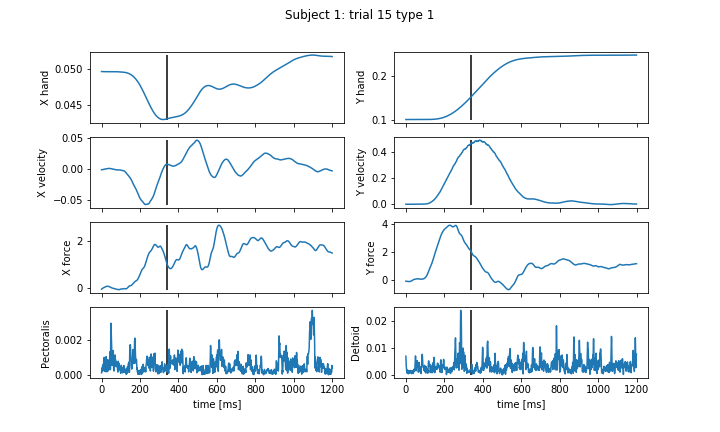 Subject 1: trial 15 type 1
X hand
0.050
0.045
Y hand
0.2
0.1
X velocity
0.05
0.00
−0.05
Y velocity
0.4
0.2
0.0
X force
2
0
Y force
4
2
0
Pectoralis
0.002
0.000
0 200 400 600 800 1000 1200
time [ms]
Deltoid
0.02
0.01
0.00
0 200 400 600 800 1000 1200
time [ms]